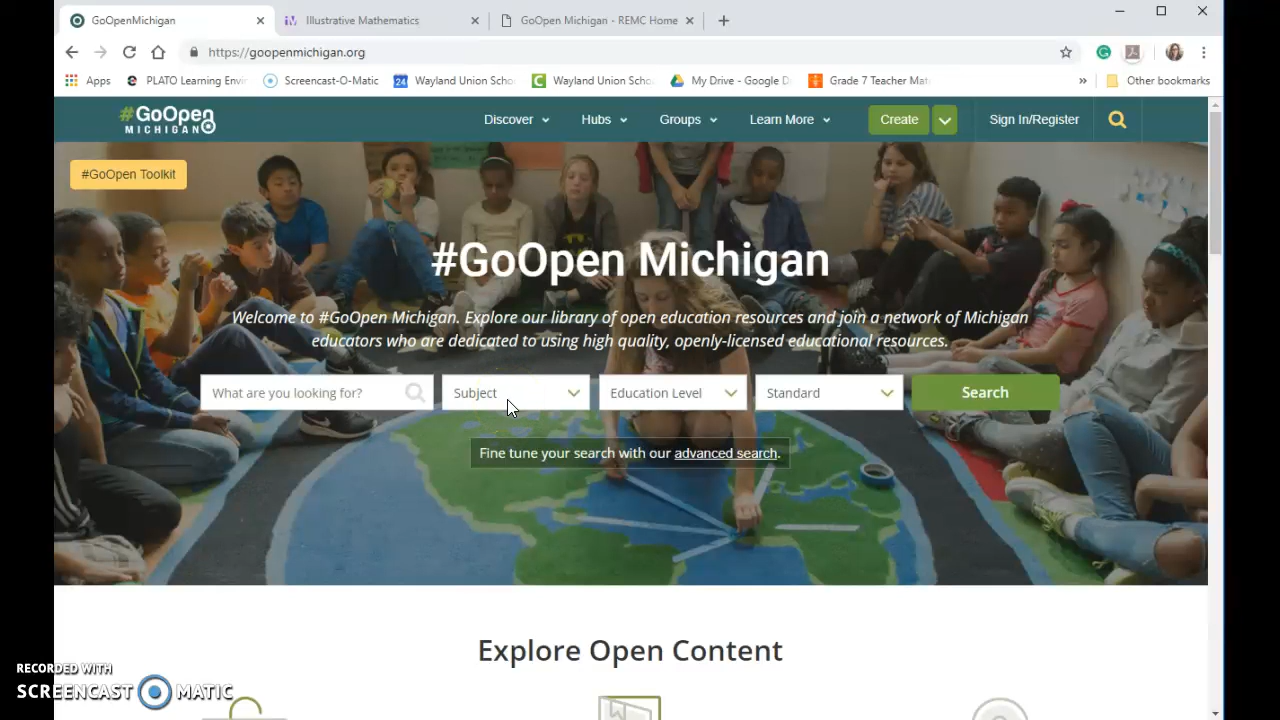 GoOpenMichigan
Illustrative Mathematics
GoOpen Michigan - REMC Home
https://goopenmichigan.org
Apps
PLATO Learning Envir
Screencast-O-Matic
24
Wayland Union Scho
Wayland Union Scho
My Drive - Google D
Grade 7 Teacher Mat
»
Other bookmarks
#GoOpen
MICHIGAN
Discover
Hubs
Groups
Learn More
Create
Sign In/Register
#GoOpen Toolkit
#GoOpen Michigan
Welcome to #GoOpen Michigan. Explore our library of open education resources and join a network of Michigan
educators who are dedicated to using high quality, openly-licensed educational resources.
What are you looking for?
Subject
Education Level
Standard
Search
Fine tune your search with our advanced search.
Explore Open Content
RECORDED WITH
SCREENCAST MATIC